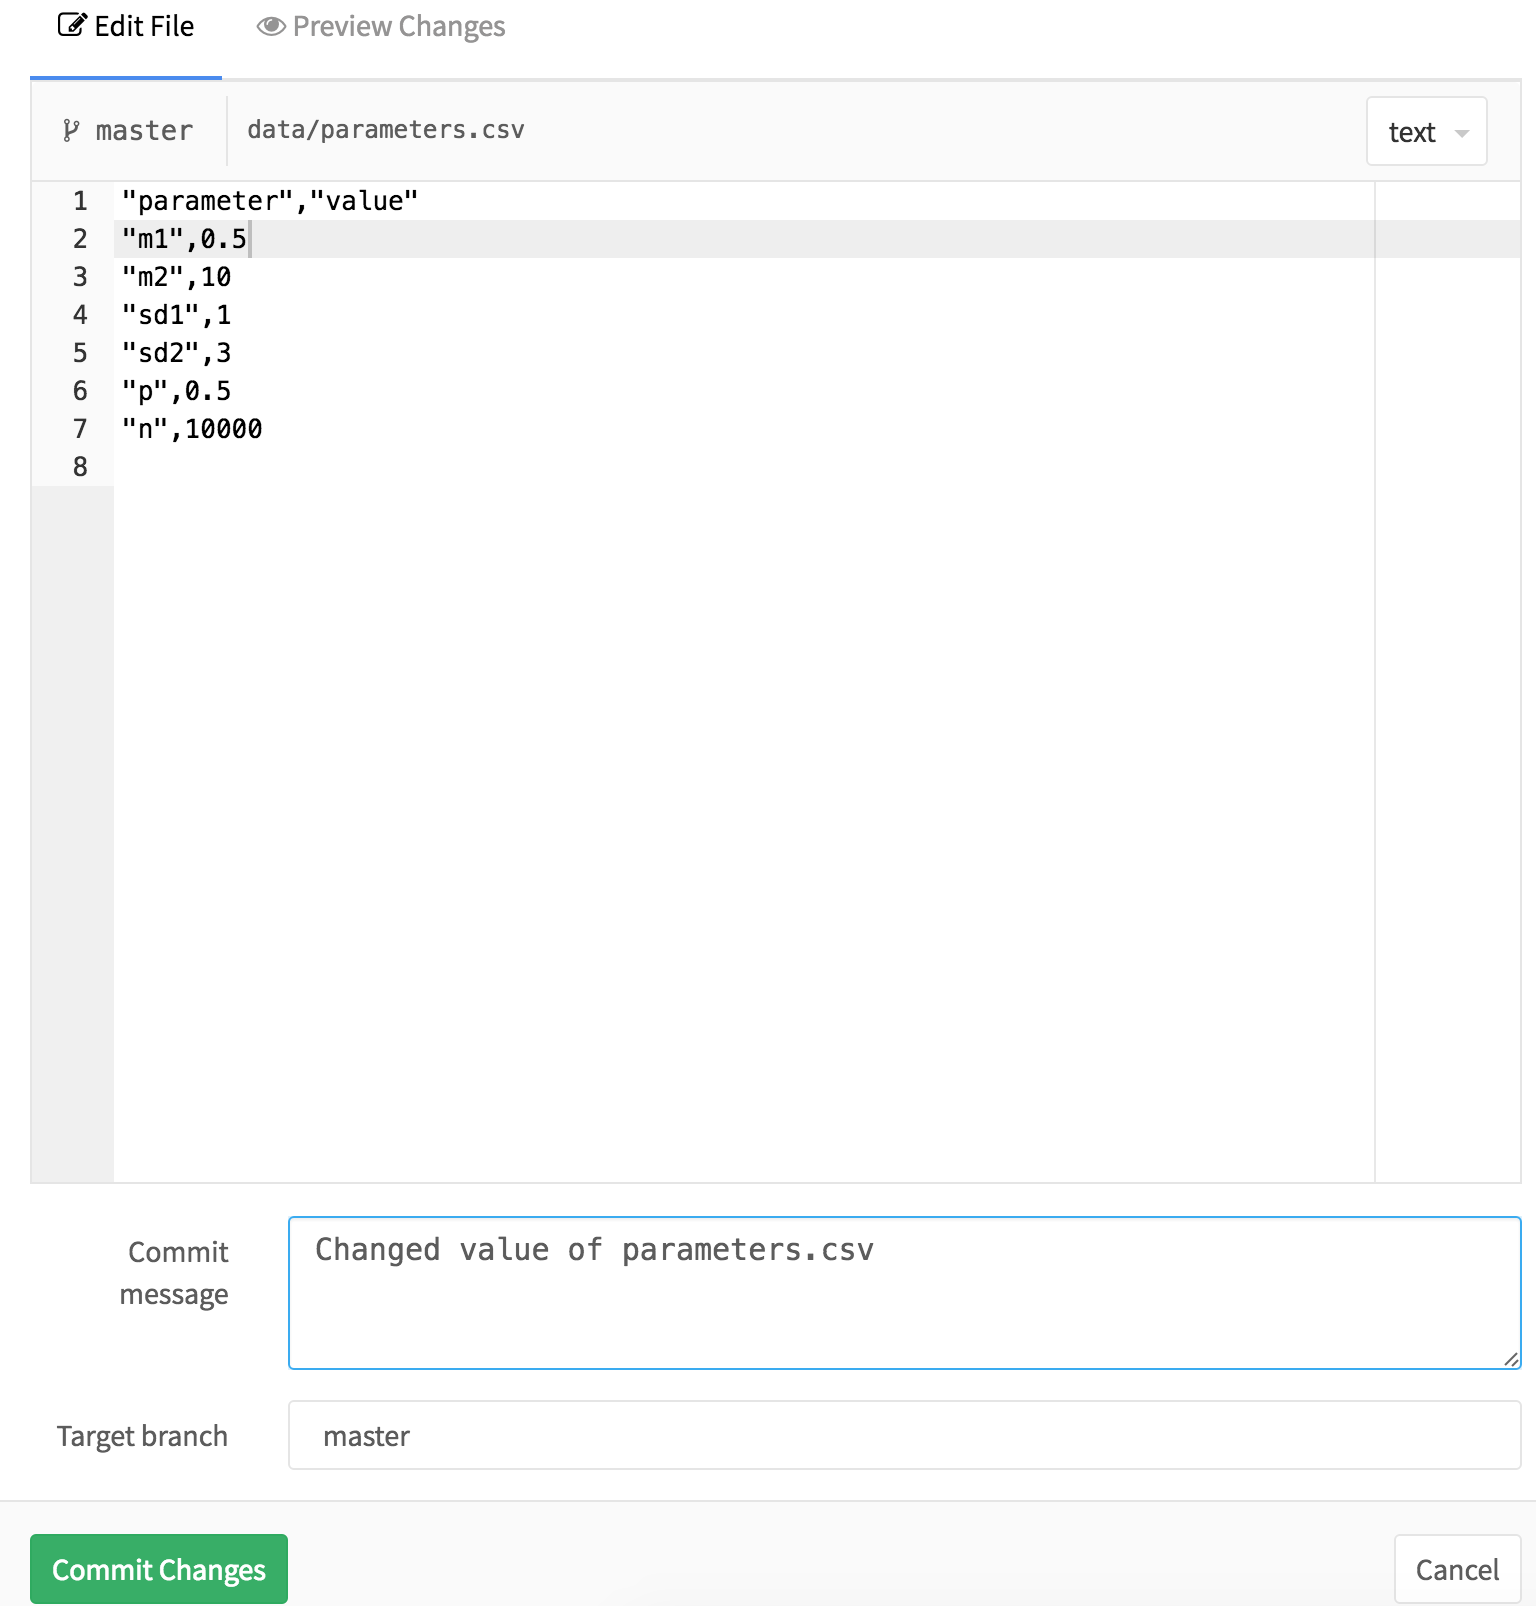 Edit File Preview Changes
master data/parameters.csv text
1 "parameter","value"
2 "m1",0.5
3 "m2",10
4 "sd1",1
5 "sd2",3
6 "p",0.5
7 "n",10000
8
Commit message
Changed value of parameters.csv
Target branch master
Commit Changes Cancel